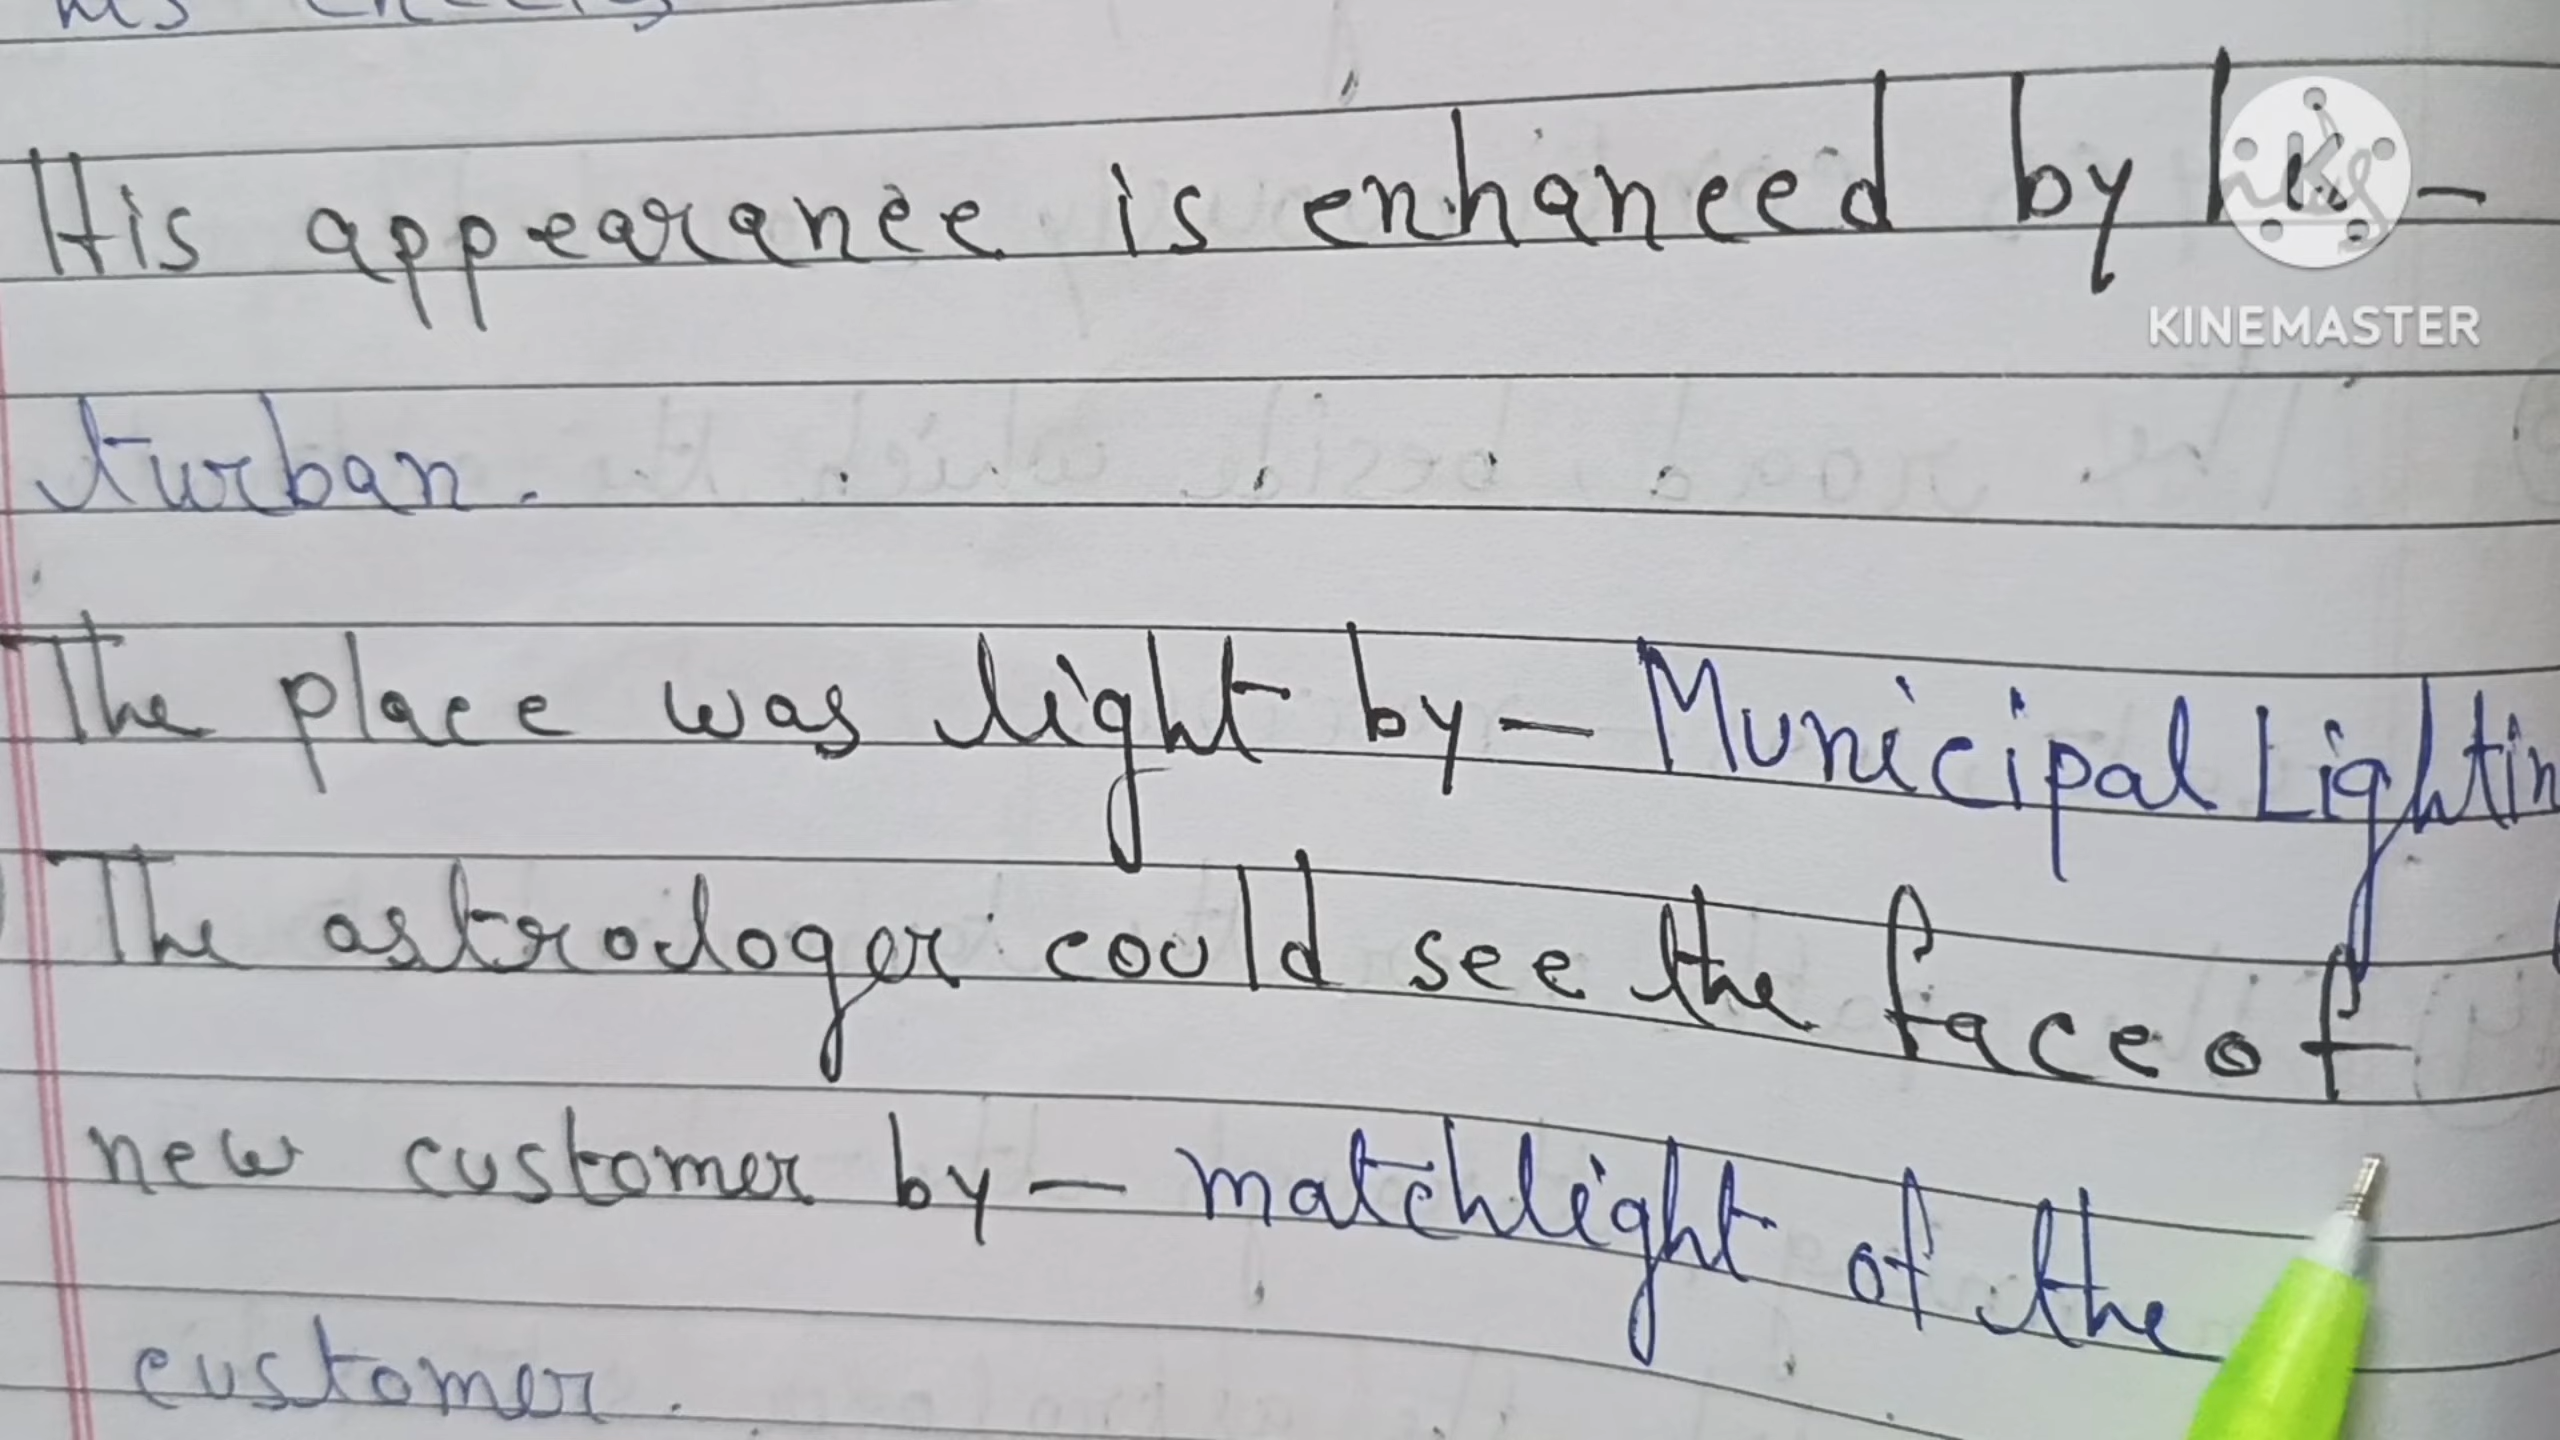 His appearance is enhanced by his -
KINEMASTER
turban.
The place was light by - Municipal Lightin
The astrologer could see the face of
new customer by - matchlight of the
customer.